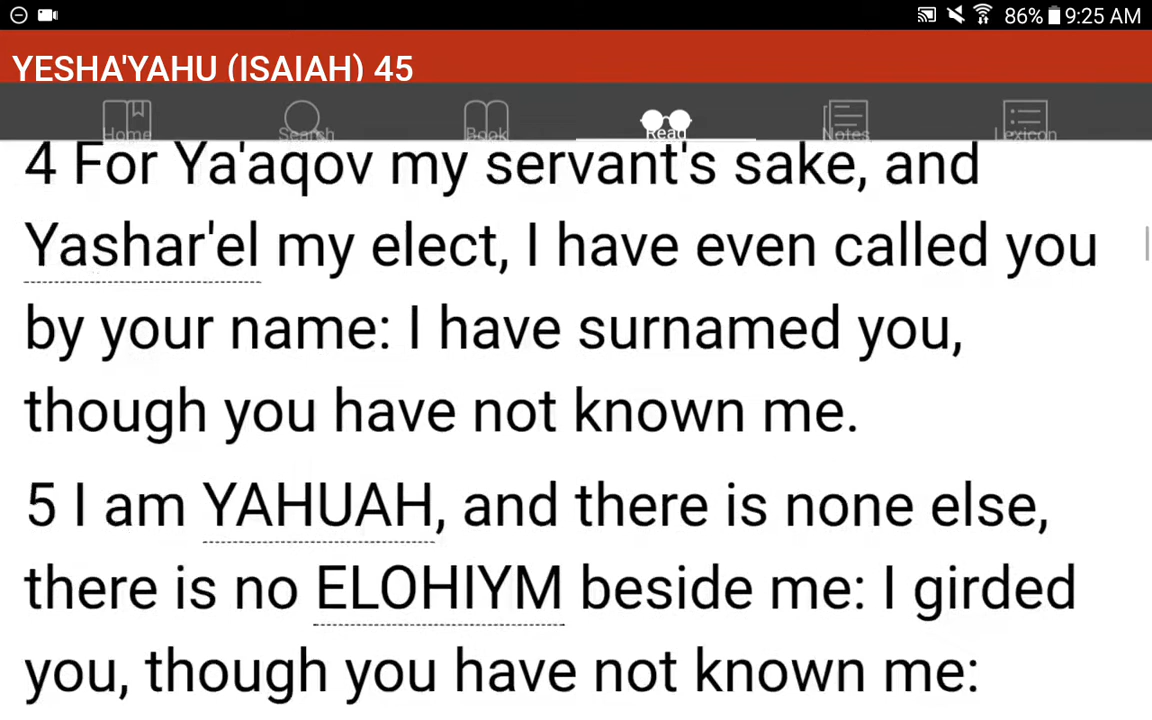 86% 9:25 AM
YESHA'YAHU (ISAIAH) 45
Home Search Book Read Notes Lexicon
4 For Ya'aqov my servant's sake, and
Yashar'el my elect, I have even called you
by your name: I have surnamed you,
though you have not known me.
5 I am YAHUAH, and there is none else,
there is no ELOHIYM beside me: I girded
you, though you have not known me: